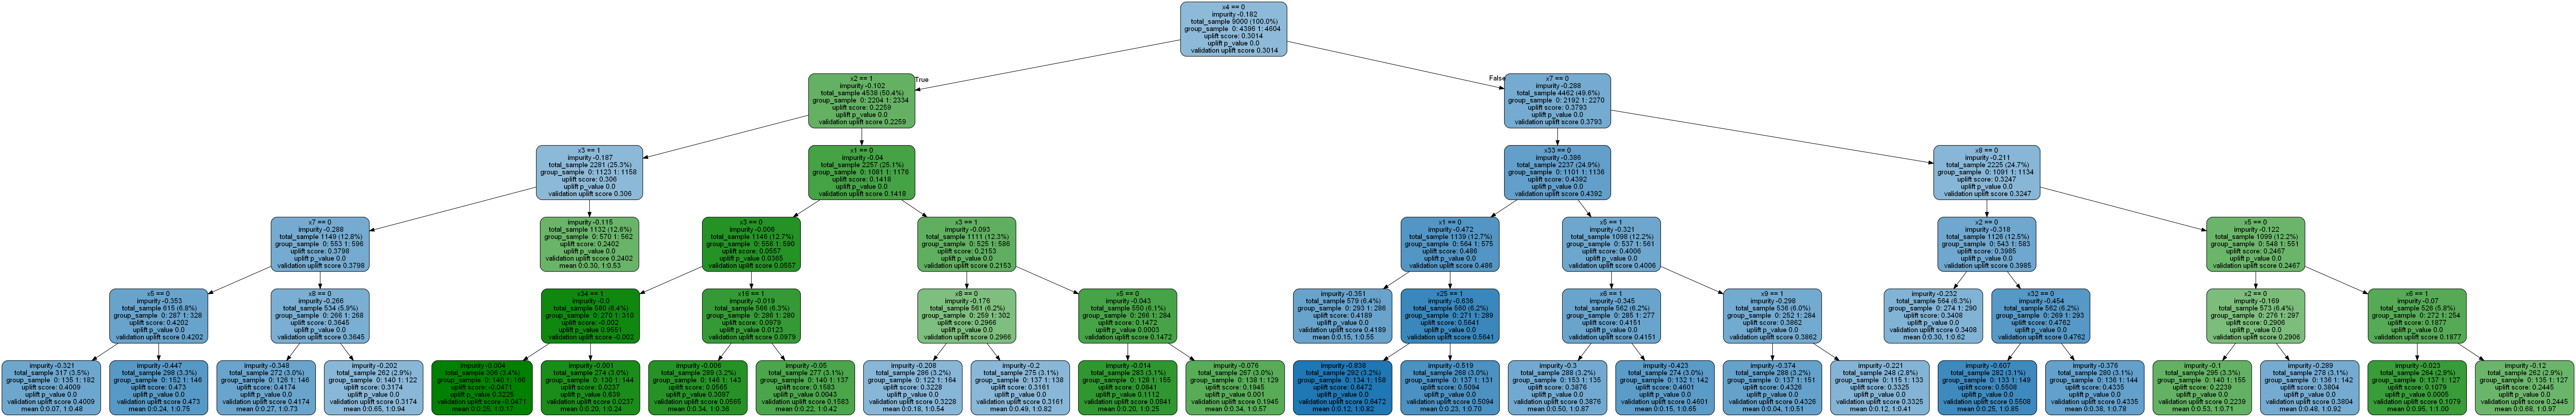 x4 == 0
impurity -0.182
total_sample 9000 (100.0%)
group_sample 0: 4396 1: 4604
uplift score: 0.3014
uplift p_value 0.0
validation uplift score 0.3014
True
False
x2 == 1
impurity -0.102
total_sample 4538 (50.4%)
group_sample 0: 2204 1: 2334
uplift score: 0.2259
uplift p_value 0.0
validation uplift score 0.2259
x7 == 0
impurity -0.288
total_sample 4462 (49.6%)
group_sample 0: 2192 1: 2270
uplift score: 0.3793
uplift p_value 0.0
validation uplift score 0.3793
x3 == 1
impurity -0.187
total_sample 2281 (25.3%)
group_sample 0: 1123 1: 1158
uplift score: 0.306
uplift p_value 0.0
validation uplift score 0.306
x1 == 0
impurity -0.04
total_sample 2257 (25.1%)
group_sample 0: 1081 1: 1176
uplift score: 0.1418
uplift p_value 0.0
validation uplift score 0.1418
x33 == 0
impurity -0.386
total_sample 2237 (24.9%)
group_sample 0: 1101 1: 1136
uplift score: 0.4392
uplift p_value 0.0
validation uplift score 0.4392
x8 == 0
impurity -0.211
total_sample 2225 (24.7%)
group_sample 0: 1091 1: 1134
uplift score: 0.3247
uplift p_value 0.0
validation uplift score 0.3247
x7 == 0
impurity -0.288
total_sample 1149 (12.8%)
group_sample 0: 553 1: 596
uplift score: 0.3798
uplift p_value 0.0
validation uplift score 0.3798
impurity -0.115
total_sample 1132 (12.6%)
group_sample 0: 570 1: 562
uplift score: 0.2402
uplift p_value 0.0
validation uplift score 0.2402
mean 0:0.30, 1:0.53
x3 == 0
impurity -0.006
total_sample 1146 (12.7%)
group_sample 0: 556 1: 590
uplift score: 0.0557
uplift p_value 0.0365
validation uplift score 0.0557
x3 == 1
impurity -0.093
total_sample 1111 (12.3%)
group_sample 0: 525 1: 586
uplift score: 0.2153
uplift p_value 0.0
validation uplift score 0.2153
x1 == 0
impurity -0.472
total_sample 1139 (12.7%)
group_sample 0: 564 1: 575
uplift score: 0.486
uplift p_value 0.0
validation uplift score 0.486
x5 == 1
impurity -0.321
total_sample 1098 (12.2%)
group_sample 0: 537 1: 561
uplift score: 0.4006
uplift p_value 0.0
validation uplift score 0.4006
x2 == 0
impurity -0.318
total_sample 1126 (12.5%)
group_sample 0: 543 1: 583
uplift score: 0.3985
uplift p_value 0.0
validation uplift score 0.3985
x5 == 0
impurity -0.122
total_sample 1099 (12.2%)
group_sample 0: 548 1: 551
uplift score: 0.2467
uplift p_value 0.0
validation uplift score 0.2467
x5 == 0
impurity -0.353
total_sample 615 (6.8%)
group_sample 0: 287 1: 328
uplift score: 0.4202
uplift p_value 0.0
validation uplift score 0.4202
x8 == 0
impurity -0.266
total_sample 534 (5.9%)
group_sample 0: 266 1: 268
uplift score: 0.3645
uplift p_value 0.0
validation uplift score 0.3645
x34 == 1
impurity -0.0
total_sample 580 (6.4%)
group_sample 0: 270 1: 310
uplift score: -0.002
uplift p_value 0.9551
validation uplift score -0.002
x16 == 1
impurity -0.019
total_sample 566 (6.3%)
group_sample 0: 286 1: 280
uplift score: 0.0979
uplift p_value 0.0123
validation uplift score 0.0979
x8 == 0
impurity -0.176
total_sample 561 (6.2%)
group_sample 0: 259 1: 302
uplift score: 0.2966
uplift p_value 0.0
validation uplift score 0.2966
x5 == 0
impurity -0.043
total_sample 550 (6.1%)
group_sample 0: 266 1: 284
uplift score: 0.1472
uplift p_value 0.0003
validation uplift score 0.1472
impurity -0.351
total_sample 579 (6.4%)
group_sample 0: 293 1: 286
uplift score: 0.4189
uplift p_value 0.0
validation uplift score 0.4189
mean 0:0.15, 1:0.55
x25 == 1
impurity -0.636
total_sample 560 (6.2%)
group_sample 0: 271 1: 289
uplift score: 0.5641
uplift p_value 0.0
validation uplift score 0.5641
x6 == 1
impurity -0.345
total_sample 562 (6.2%)
group_sample 0: 285 1: 277
uplift score: 0.4151
uplift p_value 0.0
validation uplift score 0.4151
x9 == 1
impurity -0.298
total_sample 536 (6.0%)
group_sample 0: 252 1: 284
uplift score: 0.3862
uplift p_value 0.0
validation uplift score 0.3862
impurity -0.232
total_sample 564 (6.3%)
group_sample 0: 274 1: 290
uplift score: 0.3408
uplift p_value 0.0
validation uplift score 0.3408
mean 0:0.30, 1:0.62
x32 == 0
impurity -0.454
total_sample 562 (6.2%)
group_sample 0: 269 1: 293
uplift score: 0.4762
uplift p_value 0.0
validation uplift score 0.4762
x2 == 0
impurity -0.169
total_sample 573 (6.4%)
group_sample 0: 276 1: 297
uplift score: 0.2906
uplift p_value 0.0
validation uplift score 0.2906
x6 == 1
impurity -0.07
total_sample 526 (5.8%)
group_sample 0: 272 1: 254
uplift score: 0.1877
uplift p_value 0.0
validation uplift score 0.1877
impurity -0.321
total_sample 317 (3.5%)
group_sample 0: 135 1: 182
uplift score: 0.4009
uplift p_value 0.0
validation uplift score 0.4009
mean 0:0.07, 1:0.48
impurity -0.447
total_sample 298 (3.3%)
group_sample 0: 152 1: 146
uplift score: 0.473
uplift p_value 0.0
validation uplift score 0.473
mean 0:0.24, 1:0.75
impurity -0.348
total_sample 272 (3.0%)
group_sample 0: 126 1: 146
uplift score: 0.4174
uplift p_value 0.0
validation uplift score 0.4174
mean 0:0.27, 1:0.73
impurity -0.202
total_sample 262 (2.9%)
group_sample 0: 140 1: 122
uplift score: 0.3174
uplift p_value 0.0
validation uplift score 0.3174
mean 0:0.65, 1:0.94
impurity -0.004
total_sample 306 (3.4%)
group_sample 0: 140 1: 166
uplift score: -0.0471
uplift p_value 0.3225
validation uplift score -0.0471
mean 0:0.25, 1:0.17
impurity -0.001
total_sample 274 (3.0%)
group_sample 0: 130 1: 144
uplift score: 0.0237
uplift p_value 0.639
validation uplift score 0.0237
mean 0:0.20, 1:0.24
impurity -0.006
total_sample 289 (3.2%)
group_sample 0: 146 1: 143
uplift score: 0.0565
uplift p_value 0.3097
validation uplift score 0.0565
mean 0:0.34, 1:0.36
impurity -0.05
total_sample 277 (3.1%)
group_sample 0: 140 1: 137
uplift score: 0.1583
uplift p_value 0.0043
validation uplift score 0.1583
mean 0:0.22, 1:0.42
impurity -0.208
total_sample 286 (3.2%)
group_sample 0: 122 1: 164
uplift score: 0.3228
uplift p_value 0.0
validation uplift score 0.3228
mean 0:0.18, 1:0.54
impurity -0.2
total_sample 275 (3.1%)
group_sample 0: 137 1: 138
uplift score: 0.3161
uplift p_value 0.0
validation uplift score 0.3161
mean 0:0.49, 1:0.82
impurity -0.014
total_sample 283 (3.1%)
group_sample 0: 128 1: 155
uplift score: 0.0841
uplift p_value 0.1112
validation uplift score 0.0841
mean 0:0.20, 1:0.25
impurity -0.076
total_sample 267 (3.0%)
group_sample 0: 138 1: 129
uplift score: 0.1945
uplift p_value 0.001
validation uplift score 0.1945
mean 0:0.34, 1:0.57
impurity -0.838
total_sample 292 (3.2%)
group_sample 0: 134 1: 158
uplift score: 0.6472
uplift p_value 0.0
validation uplift score 0.6472
mean 0:0.12, 1:0.82
impurity -0.519
total_sample 268 (3.0%)
group_sample 0: 137 1: 131
uplift score: 0.5094
uplift p_value 0.0
validation uplift score 0.5094
mean 0:0.23, 1:0.70
impurity -0.3
total_sample 288 (3.2%)
group_sample 0: 153 1: 135
uplift score: 0.3876
uplift p_value 0.0
validation uplift score 0.3876
mean 0:0.50, 1:0.87
impurity -0.423
total_sample 274 (3.0%)
group_sample 0: 132 1: 142
uplift score: 0.4601
uplift p_value 0.0
validation uplift score 0.4601
mean 0:0.15, 1:0.65
impurity -0.374
total_sample 288 (3.2%)
group_sample 0: 137 1: 151
uplift score: 0.4326
uplift p_value 0.0
validation uplift score 0.4326
mean 0:0.04, 1:0.51
impurity -0.221
total_sample 248 (2.8%)
group_sample 0: 115 1: 133
uplift score: 0.3325
uplift p_value 0.0
validation uplift score 0.3325
mean 0:0.12, 1:0.41
impurity -0.607
total_sample 282 (3.1%)
group_sample 0: 133 1: 149
uplift score: 0.5508
uplift p_value 0.0
validation uplift score 0.5508
mean 0:0.25, 1:0.85
impurity -0.376
total_sample 280 (3.1%)
group_sample 0: 136 1: 144
uplift score: 0.4335
uplift p_value 0.0
validation uplift score 0.4335
mean 0:0.38, 1:0.78
impurity -0.1
total_sample 295 (3.3%)
group_sample 0: 140 1: 155
uplift score: 0.2239
uplift p_value 0.0
validation uplift score 0.2239
mean 0:0.53, 1:0.71
impurity -0.289
total_sample 278 (3.1%)
group_sample 0: 136 1: 142
uplift score: 0.3804
uplift p_value 0.0
validation uplift score 0.3804
mean 0:0.48, 1:0.92
impurity -0.023
total_sample 264 (2.9%)
group_sample 0: 137 1: 127
uplift score: 0.1079
uplift p_value 0.0005
validation uplift score 0.1079
mean 0:0.95, 1:1.00
impurity -0.12
total_sample 262 (2.9%)
group_sample 0: 135 1: 127
uplift score: 0.2445
uplift p_value 0.0
validation uplift score 0.2445
mean 0:0.68, 1:0.97